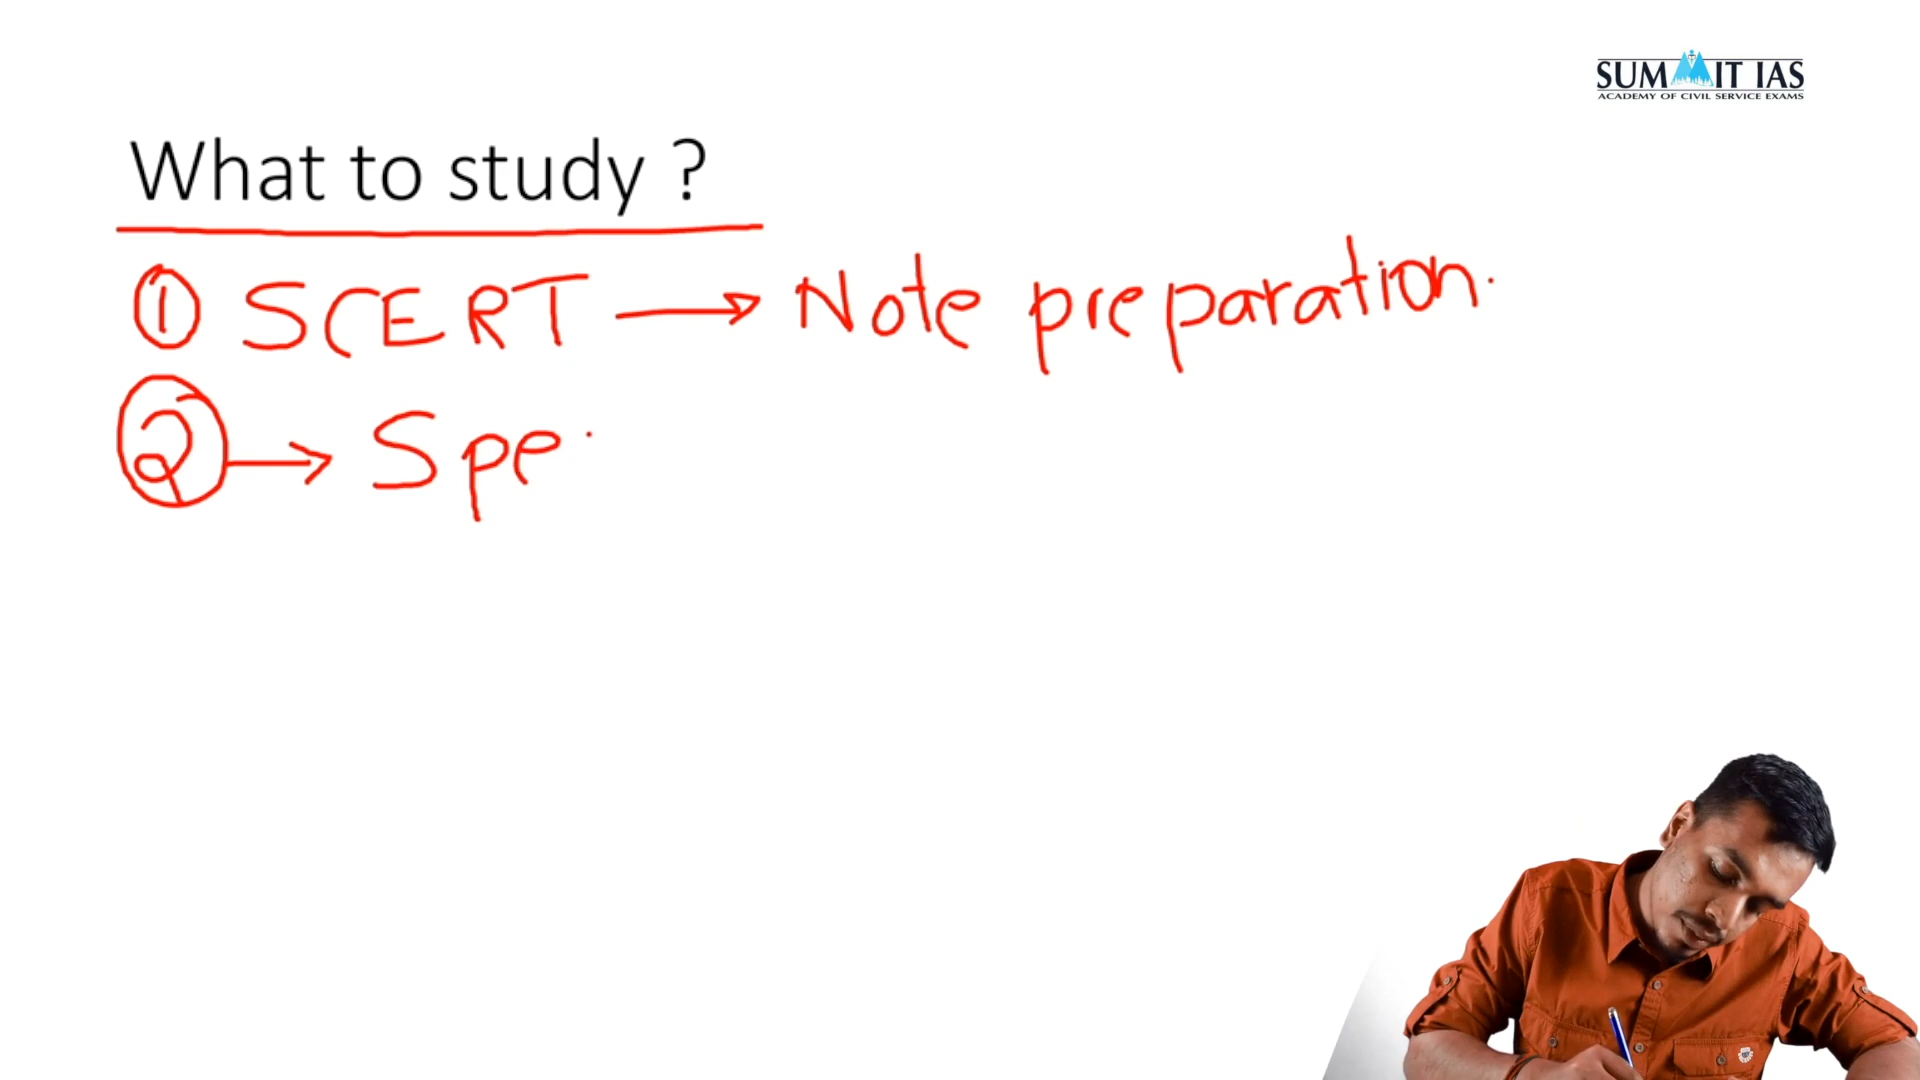 SUMMIT IAS
ACADEMY OF CIVIL SERVICE EXAMS
What to study ?
① SCERT → Note preparation.
② → Spe